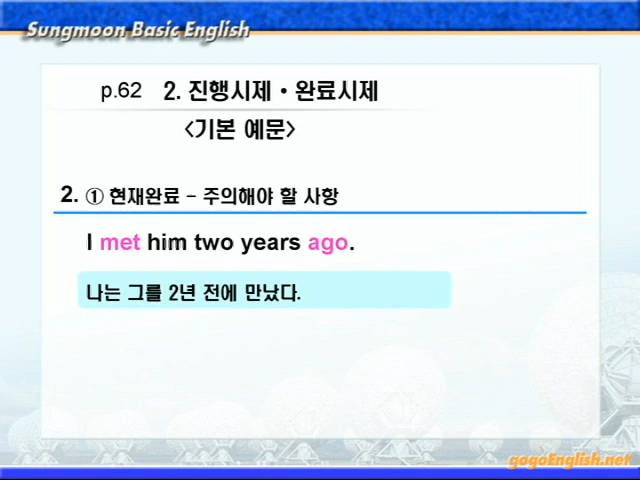 Sungmoon Basic English
p.62 2. 진행시제 • 완료시제
<기본 예문>
2. ① 현재완료 - 주의해야 할 사항
I met him two years ago.
나는 그를 2년 전에 만났다.
gogoEnglish.net